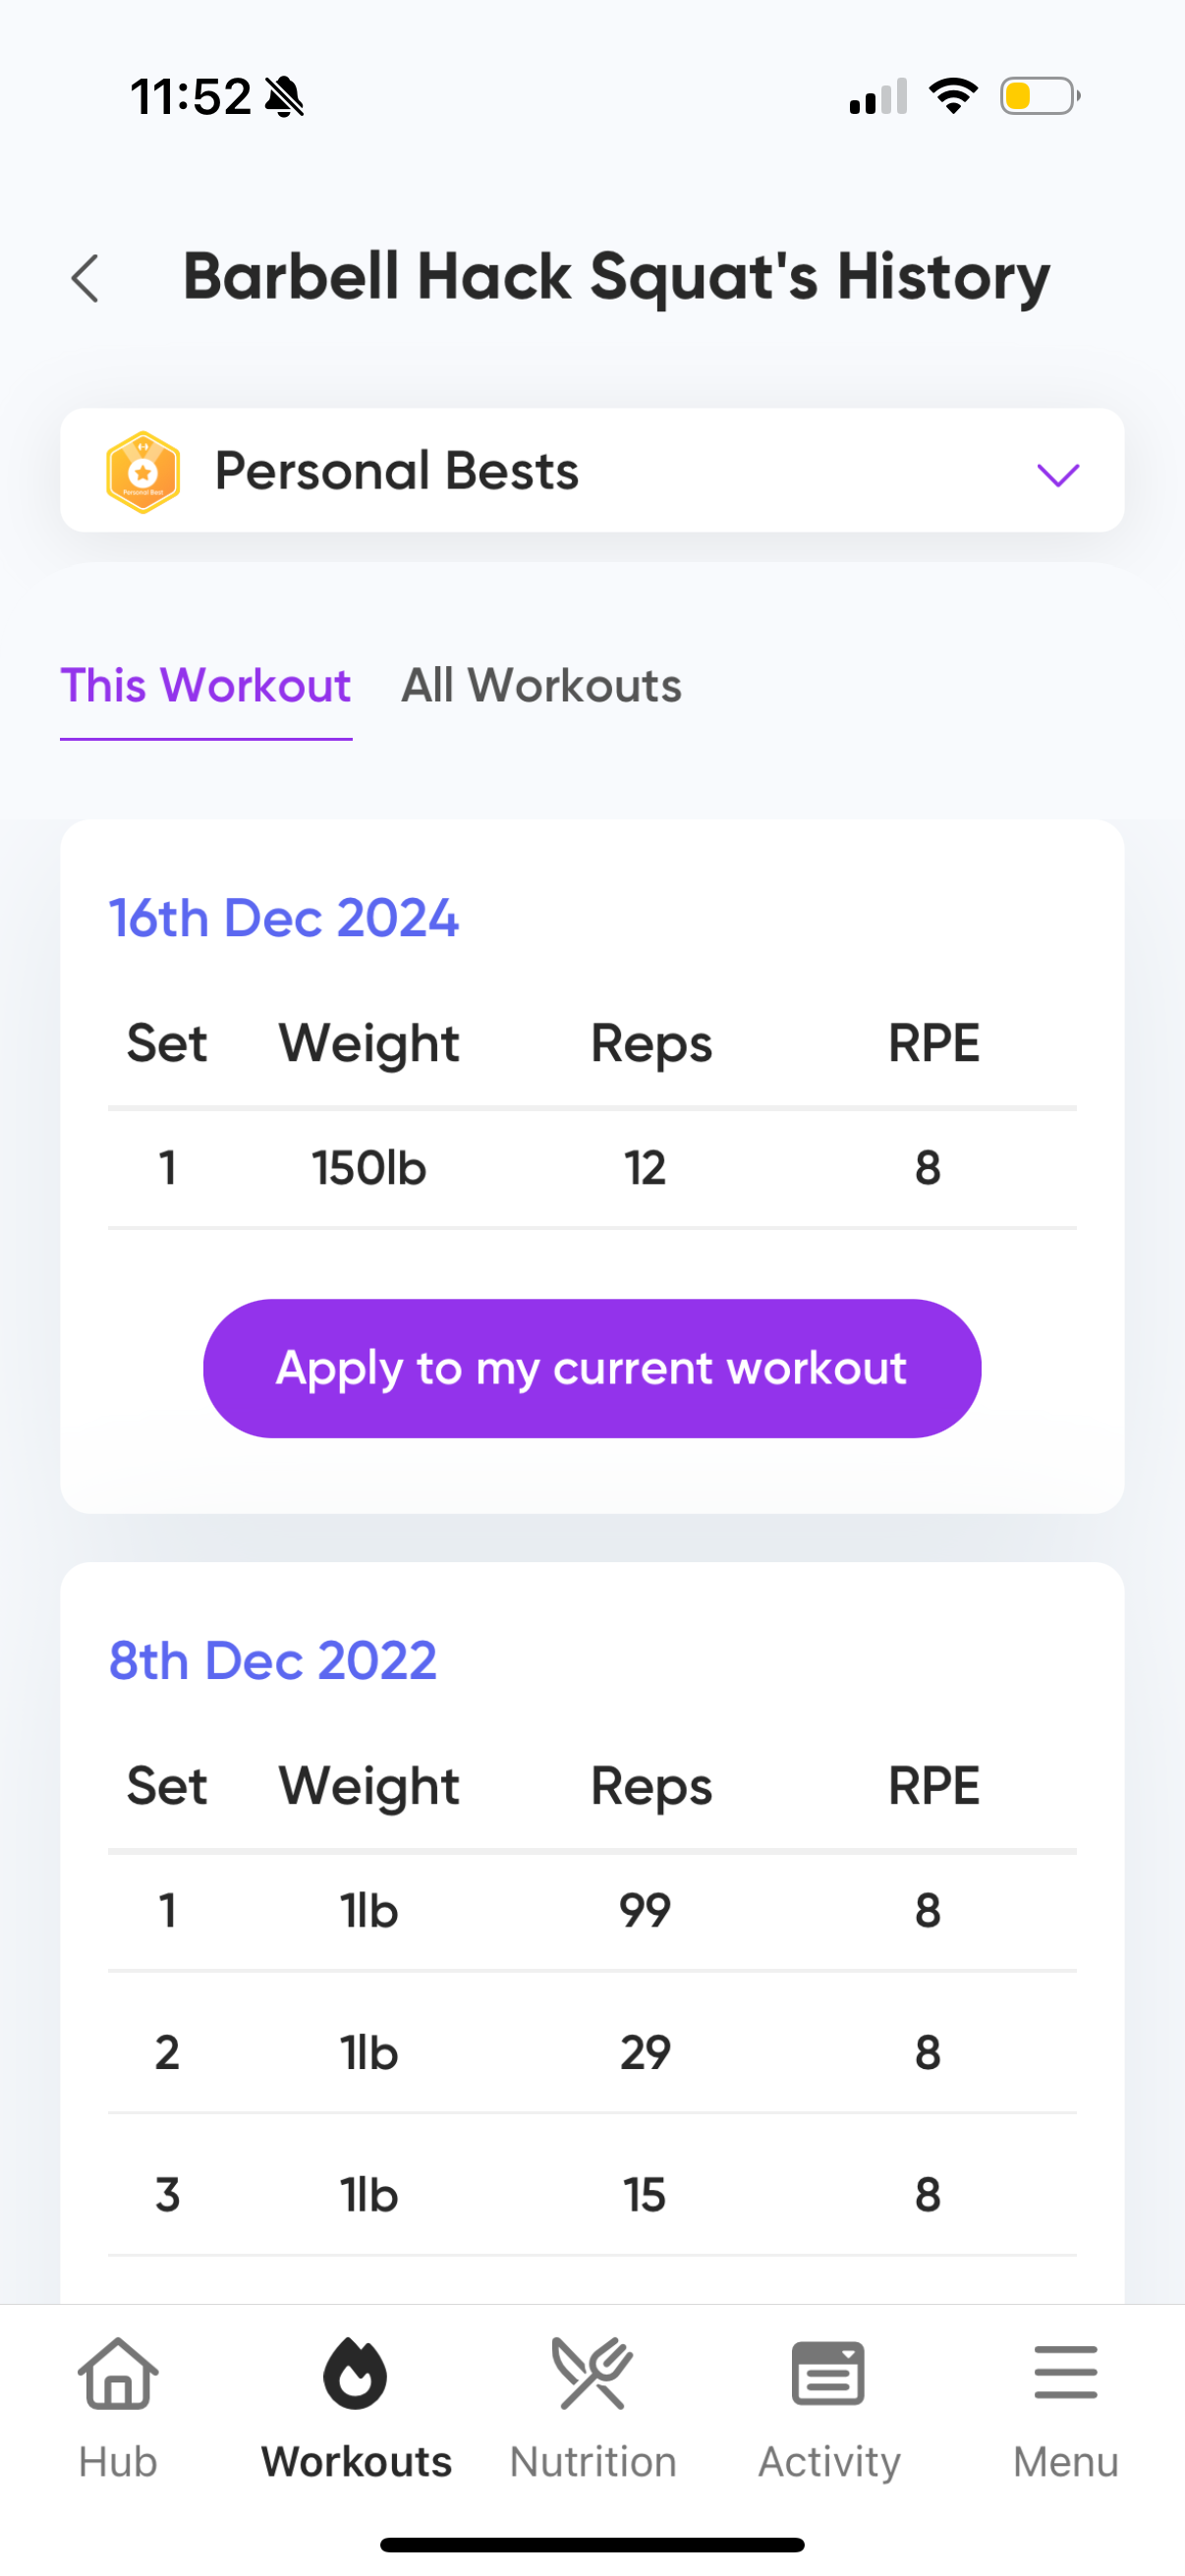 11:52
Barbell Hack Squat's History
Personal Best
Personal Bests
This Workout All Workouts
16th Dec 2024
Set Weight Reps RPE
1 150lb 12 8
Apply to my current workout
8th Dec 2022
Set Weight Reps RPE
1 1lb 99 8
2 1lb 29 8
3 1lb 15 8
Hub Workouts Nutrition Activity Menu